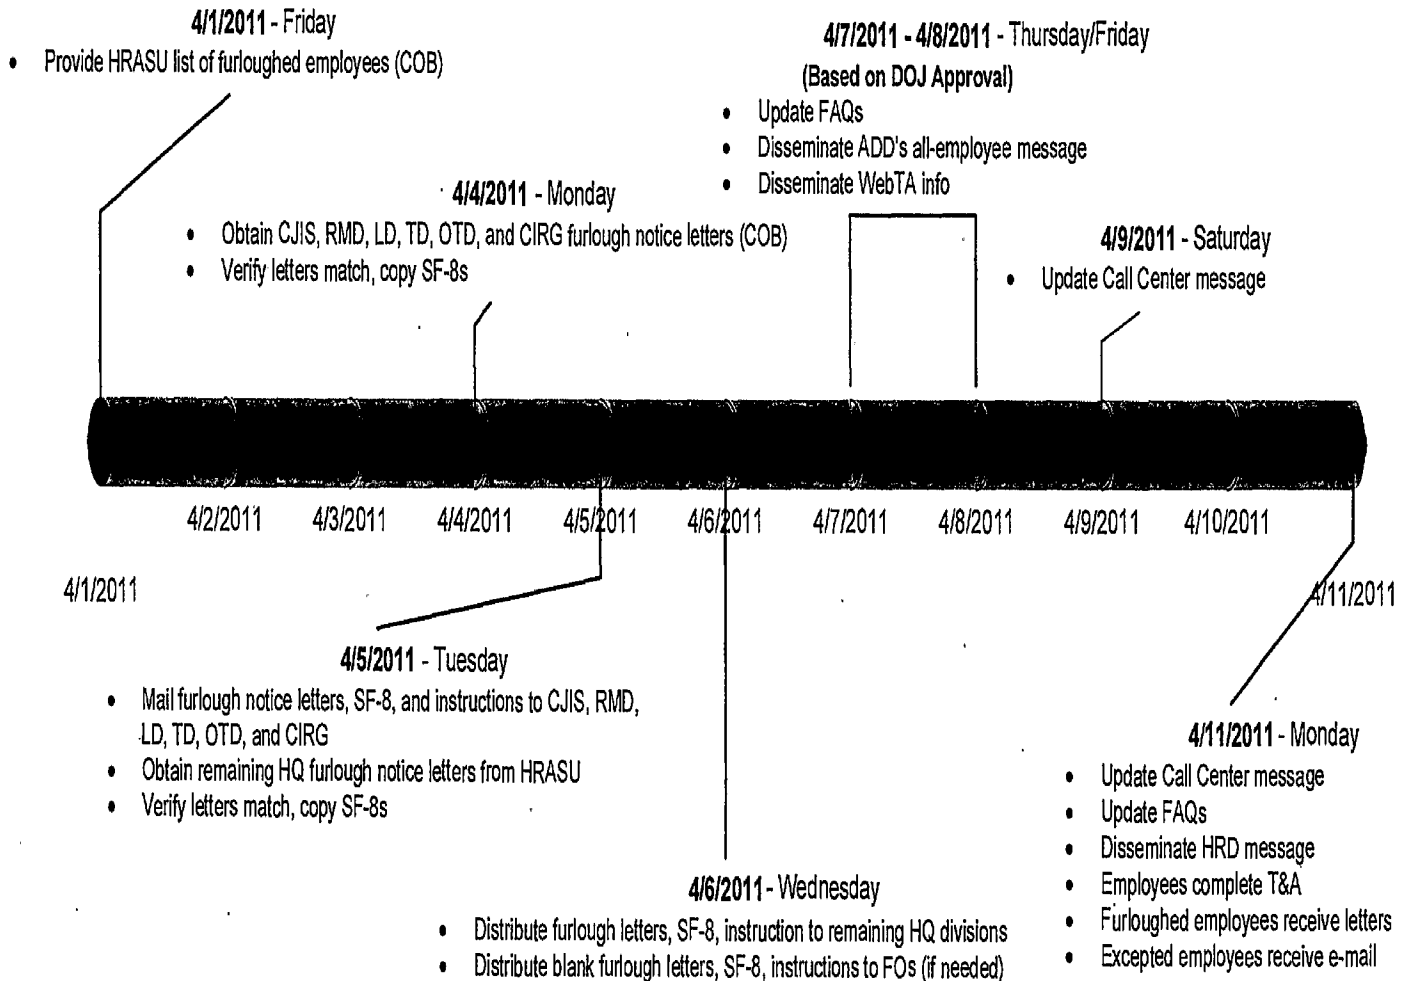 4/1/2011 - Friday
• Provide HRASU list of furloughed employees (COB)
4/7/2011 - 4/8/2011 - Thursday/Friday
(Based on DOJ Approval)
• Update FAQs
• Disseminate ADD's all-employee message
• Disseminate WebTA info
4/4/2011 - Monday
• Obtain CJIS, RMD, LD, TD, OTD, and CIRG furlough notice letters (COB)
• Verify letters match, copy SF-8s
4/9/2011 - Saturday
• Update Call Center message
4/2/2011
4/3/2011
4/4/2011
4/5/2011
4/6/2011
4/7/2011
4/8/2011
4/9/2011
4/10/2011
4/1/2011
4/11/2011
4/5/2011 - Tuesday
• Mail furlough notice letters, SF-8, and instructions to CJIS, RMD,
LD, TD, OTD, and CIRG
• Obtain remaining HQ furlough notice letters from HRASU
• Verify letters match, copy SF-8s
4/11/2011 - Monday
• Update Call Center message
• Update FAQs
• Disseminate HRD message
• Employees complete T&A
• Furloughed employees receive letters
• Excepted employees receive e-mail
4/6/2011 - Wednesday
• Distribute furlough letters, SF-8, instruction to remaining HQ divisions
• Distribute blank furlough letters, SF-8, instructions to FOs (if needed)